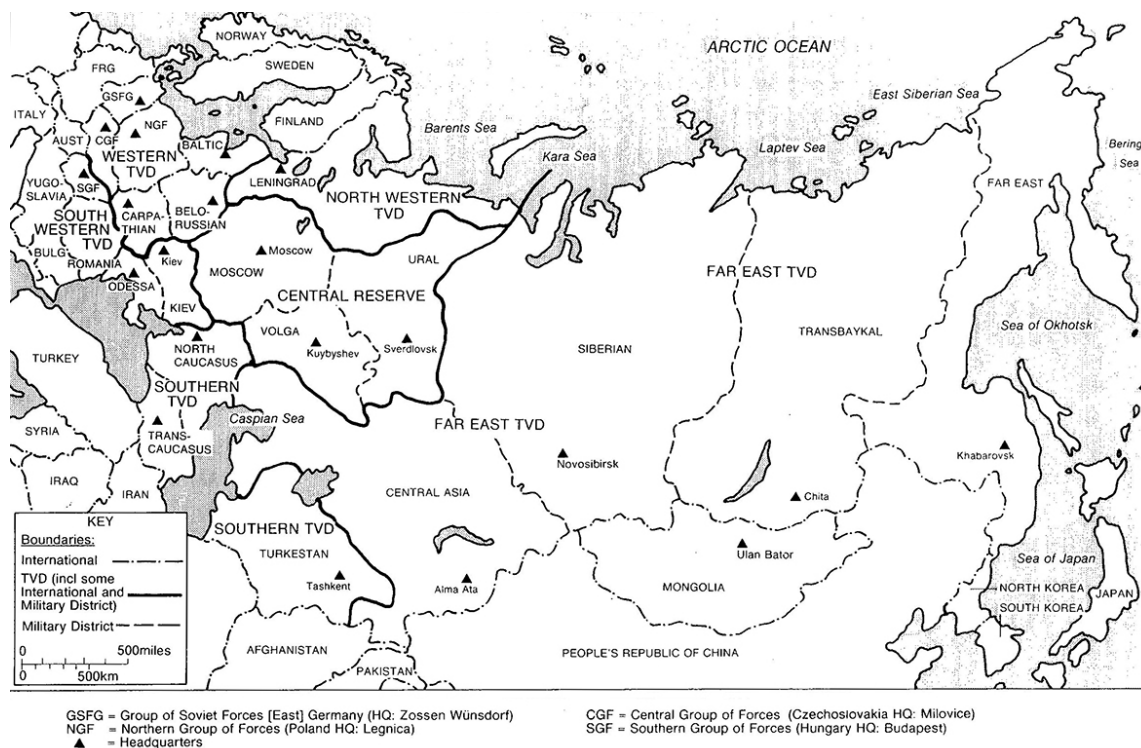 ARCTIC OCEAN
NORWAY
SWEDEN
FRG
GSFG
ITALY
FINLAND
East Siberian Sea
Barents Sea
Kara Sea
Laptev Sea
Bering
Sea
AUST
CGF
NGF
BALTIC
WESTERN
TVD
LENINGRAD
FAR EAST
SGF
YUGO-
SLAVIA
NORTH WESTERN
TVD
SOUTH
WESTERN
TVD
CARPA-
THIAN
BELO-
RUSSIAN
BULG
ROMANIA
Kiev
Moscow
MOSCOW
URAL
FAR EAST TVD
ODESSA
KIEV
CENTRAL RESERVE
VOLGA
Kuybyshev
Sverdlovsk
SIBERIAN
TRANSBAYKAL
Sea of Okhotsk
TURKEY
NORTH
CAUCASUS
SOUTHERN
TVD
Caspian Sea
FAR EAST TVD
SYRIA
TRANS-
CAUCASUS
Khabarovsk
IRAQ
IRAN
Novosibirsk
CENTRAL ASIA
Chita
SOUTHERN TVD
TURKESTAN
Tashkent
Alma Ata
Ulan Bator
MONGOLIA
Sea of Japan
NORTH KOREA
SOUTH KOREA
JAPAN
AFGHANISTAN
PAKISTAN
PEOPLE'S REPUBLIC OF CHINA
KEY
Boundaries:
International
TVD (incl some
International and
Military District)
Military District
0 500miles
0 500km
GSFG = Group of Soviet Forces [East] Germany (HQ: Zossen Wünsdorf)
NGF = Northern Group of Forces (Poland HQ: Legnica)
▲ = Headquarters
CGF = Central Group of Forces (Czechoslovakia HQ: Milovice)
SGF = Southern Group of Forces (Hungary HQ: Budapest)